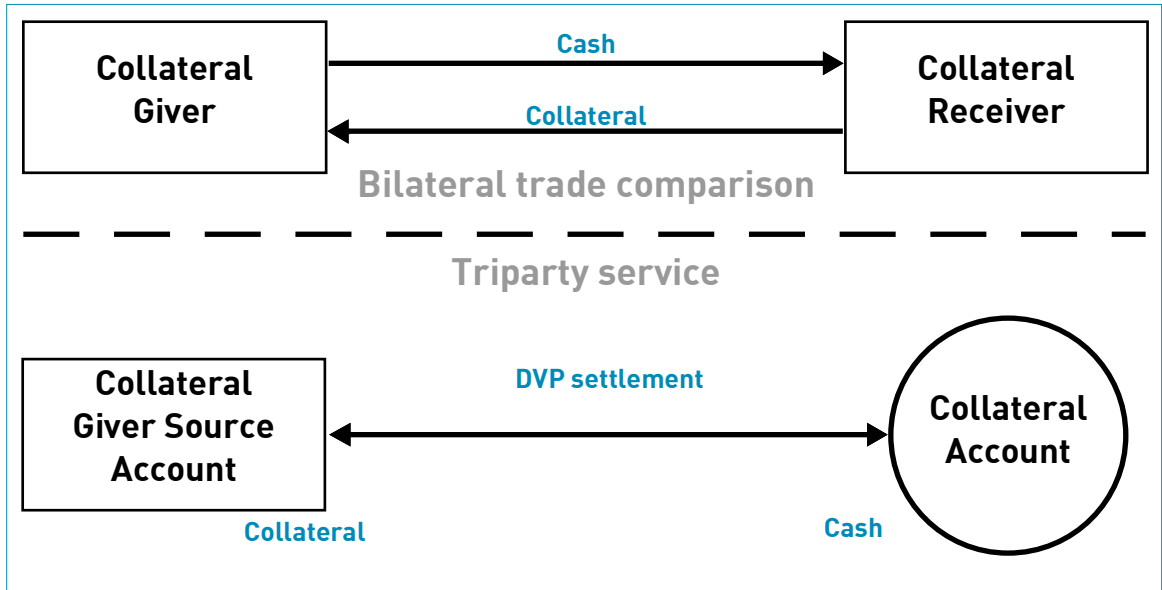 Collateral
Giver
Cash
Collateral
Collateral
Receiver
Bilateral trade comparison
Triparty service
Collateral
Giver Source
Account
DVP settlement
Collateral
Account
Collateral
Cash